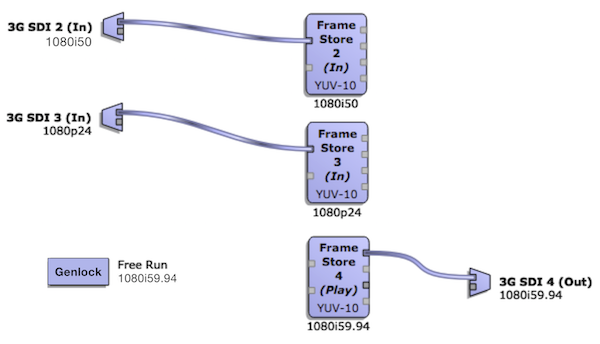 3G SDI 2 (In)
1080i50
Frame
Store
2
(In)
YUV-10
1080i50
3G SDI 3 (In)
1080p24
Frame
Store
3
(In)
YUV-10
1080p24
Genlock
Free Run
1080i59.94
Frame
Store
4
(Play)
YUV-10
1080i59.94
3G SDI 4 (Out)
1080i59.94